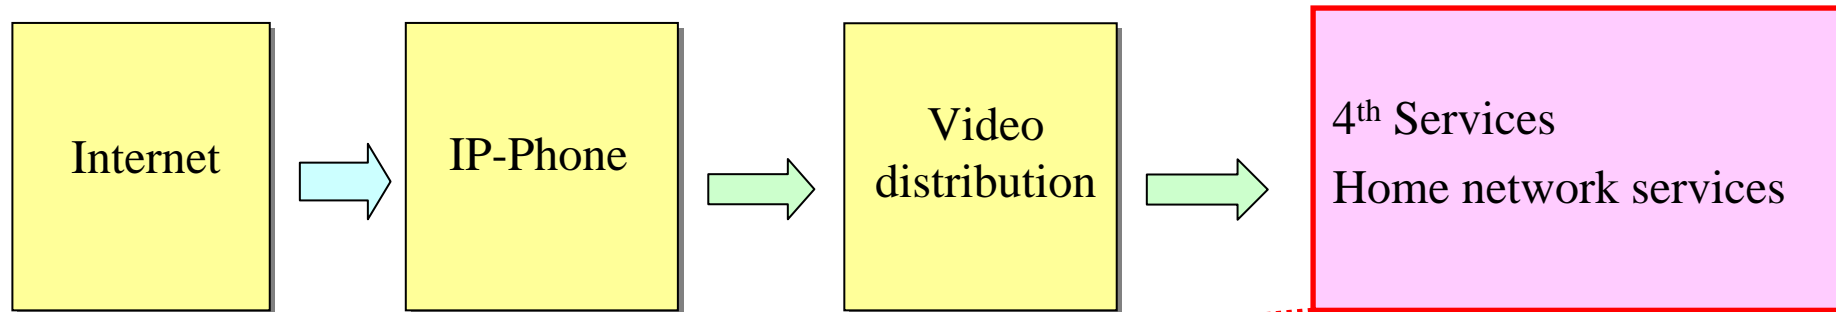 Internet
IP-Phone
Video
distribution
4th Services
Home network services